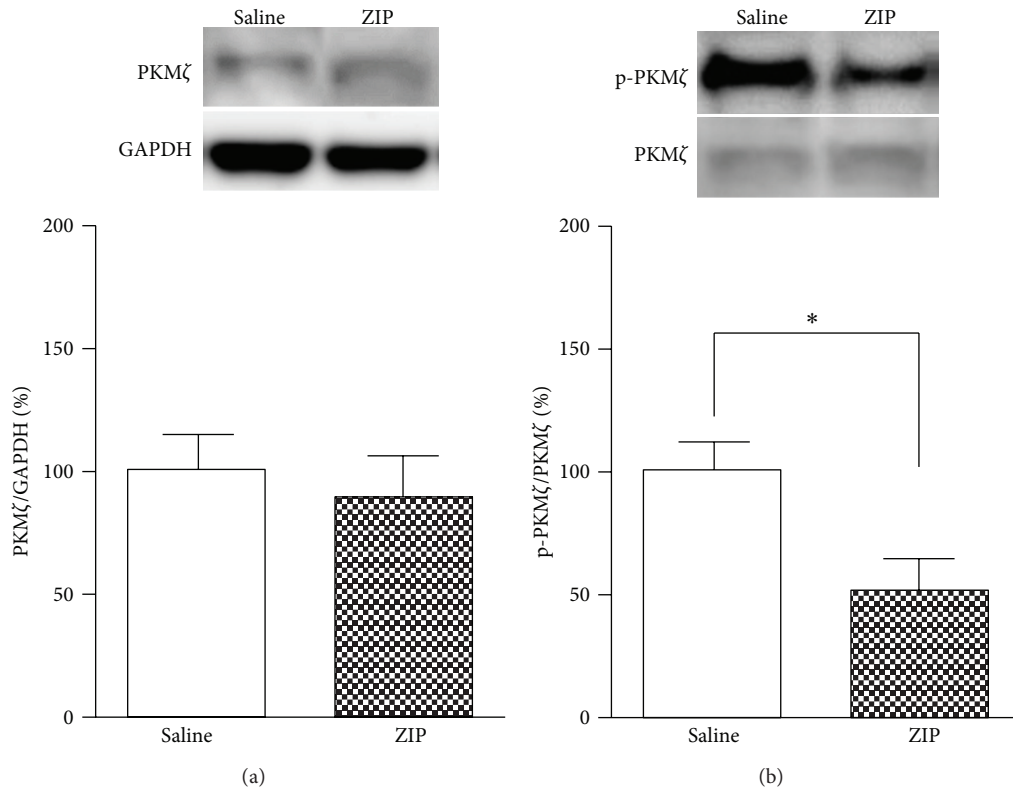 Saline ZIP
PKMζ
GAPDH
200
150
100
50
0
PKMζ/GAPDH (%)
Saline ZIP
(a)
Saline ZIP
p-PKMζ
PKMζ
200
150
100
50
0
p-PKMζ/PKMζ (%)
*
Saline ZIP
(b)